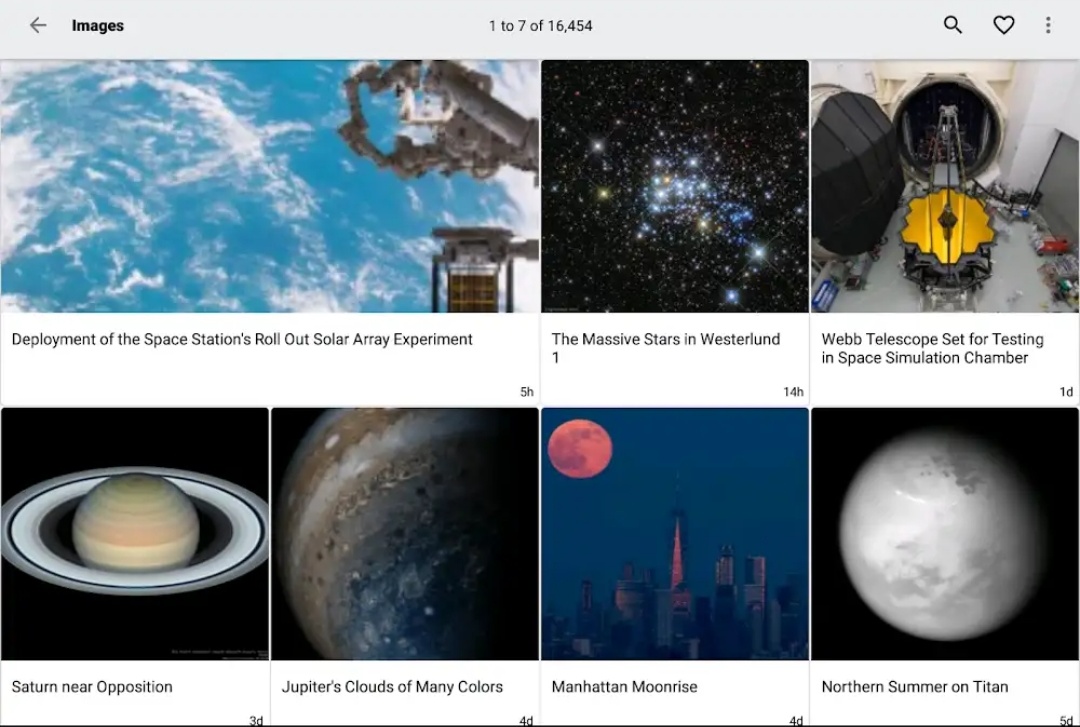 Images
1 to 7 of 16,454
Deployment of the Space Station's Roll Out Solar Array Experiment
5h
The Massive Stars in Westerlund
1
14h
Webb Telescope Set for Testing
in Space Simulation Chamber
1d
Saturn near Opposition
3d
Jupiter's Clouds of Many Colors
4d
Manhattan Moonrise
4d
Northern Summer on Titan
5d